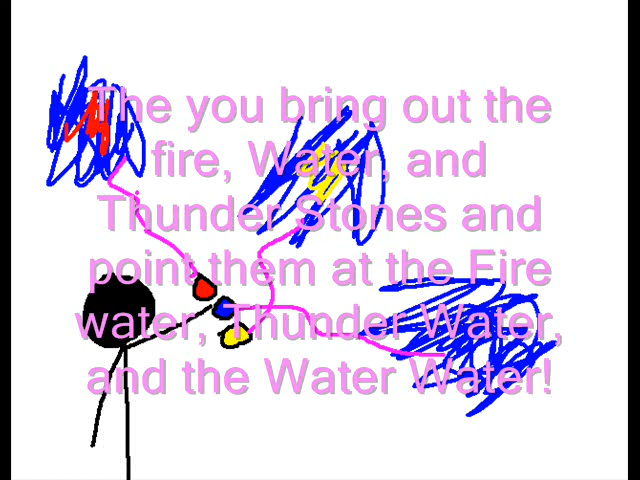 The you bring out the
fire, Water, and
Thunder Stones and
point them at the Fire
water, Thunder Water,
and the Water Water!